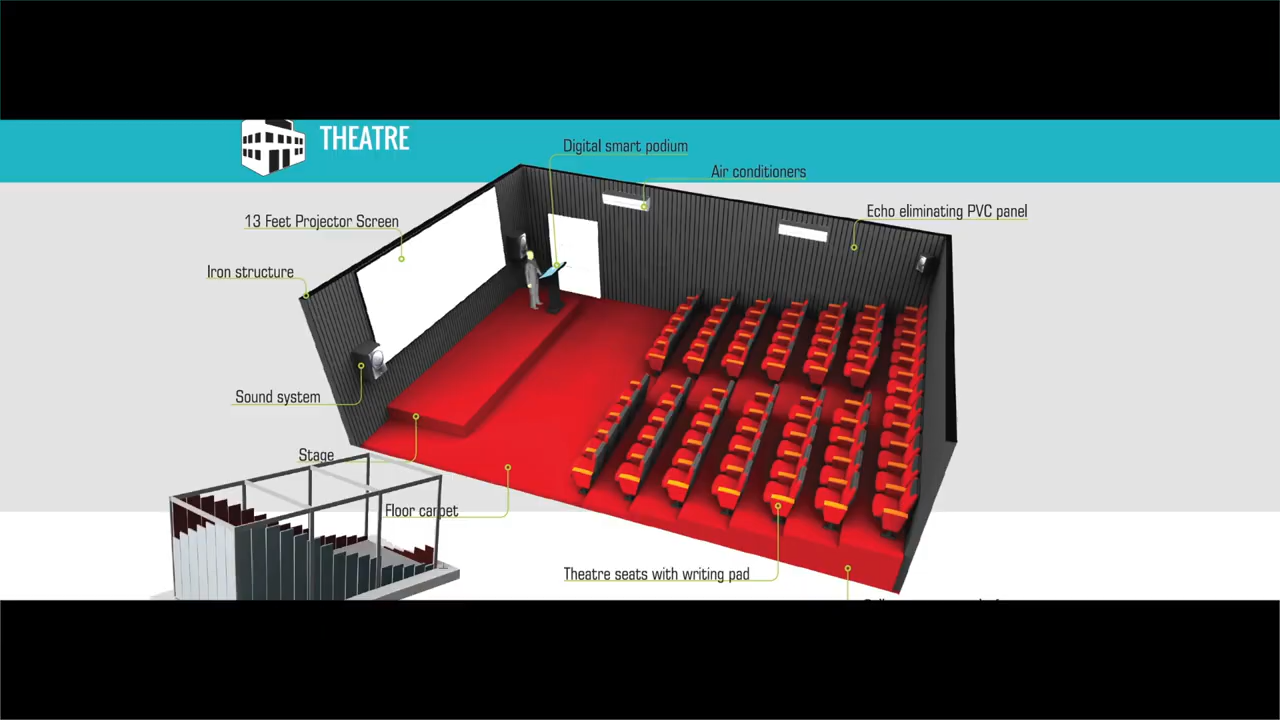 THEATRE
Digital smart podium
Air conditioners
Echo eliminating PVC panel
13 Feet Projector Screen
Iron structure
Sound system
Stage
Floor carpet
Theatre seats with writing pad